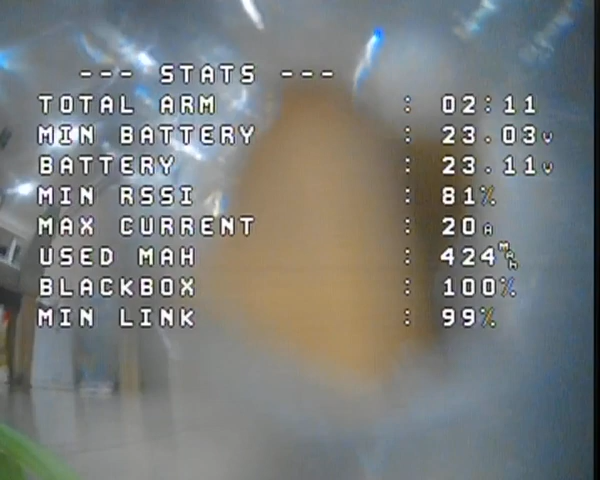 --- STATS ---
TOTAL ARM : 02:11
MIN BATTERY : 23.03V
BATTERY : 23.11V
MIN RSSI : 81%
MAX CURRENT : 20A
USED MAH : 424MAH
BLACKBOX : 100%
MIN LINK : 99%